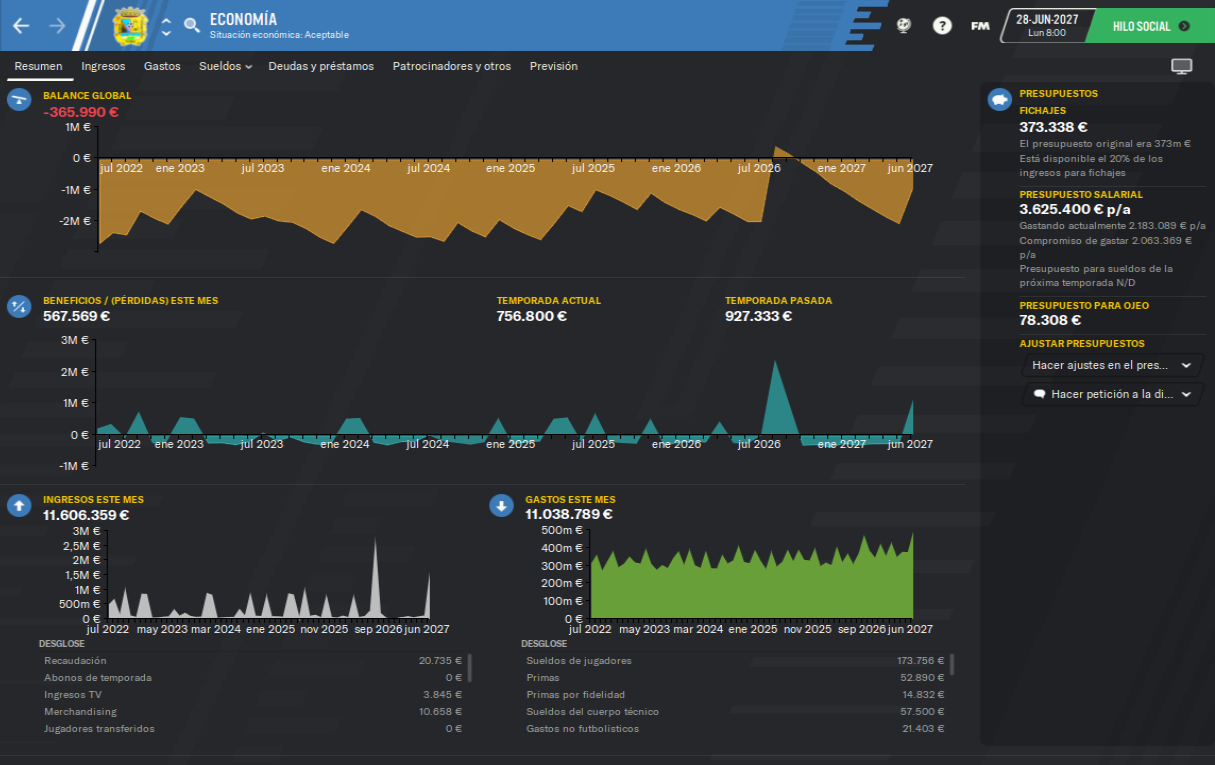 ECONOMÍA
Situación económica: Aceptable
?
FM
28-JUN-2027
Lun 8:00
HILO SOCIAL
Resumen
Ingresos
Gastos
Sueldos
Deudas y préstamos
Patrocinadores y otros
Previsión
BALANCE GLOBAL
-365.990 €
1M €
0 €
-1M €
-2M €
jul 2022
ene 2023
jul 2023
ene 2024
jul 2024
ene 2025
jul 2025
ene 2026
jul 2026
ene 2027
jun 2027
BENEFICIOS / (PÉRDIDAS) ESTE MES
567.569 €
TEMPORADA ACTUAL
756.800 €
TEMPORADA PASADA
927.333 €
3M €
2M €
1M €
0 €
-1M €
jul 2022
ene 2023
jul 2023
ene 2024
jul 2024
ene 2025
jul 2025
ene 2026
jul 2026
ene 2027
jun 2027
INGRESOS ESTE MES
11.606.359 €
3M €
2,5M €
2M €
1,5M €
1M €
500m €
0 €
jul 2022
may 2023
mar 2024
ene 2025
nov 2025
sep 2026
jun 2027
DESGLOSE
Recaudación 20.735 €
Abonos de temporada 0 €
Ingresos TV 3.845 €
Merchandising 10.658 €
Jugadores transferidos 0 €
GASTOS ESTE MES
11.038.789 €
500m €
400m €
300m €
200m €
100m €
0 €
jul 2022
may 2023
mar 2024
ene 2025
nov 2025
sep 2026
jun 2027
DESGLOSE
Sueldos de jugadores 173.756 €
Primas 52.890 €
Primas por fidelidad 14.832 €
Sueldos del cuerpo técnico 57.500 €
Gastos no futbolísticos 21.403 €
PRESUPUESTOS
FICHAJES
373.338 €
El presupuesto original era 373m €
Está disponible el 20% de los
ingresos para fichajes
PRESUPUESTO SALARIAL
3.625.400 € p/a
Gastando actualmente 2.183.089 € p/a
Compromiso de gastar 2.063.369 €
p/a
Presupuesto para sueldos de la
próxima temporada N/D
PRESUPUESTO PARA OJEO
78.308 €
AJUSTAR PRESUPUESTOS
Hacer ajustes en el pres...
Hacer petición a la di...